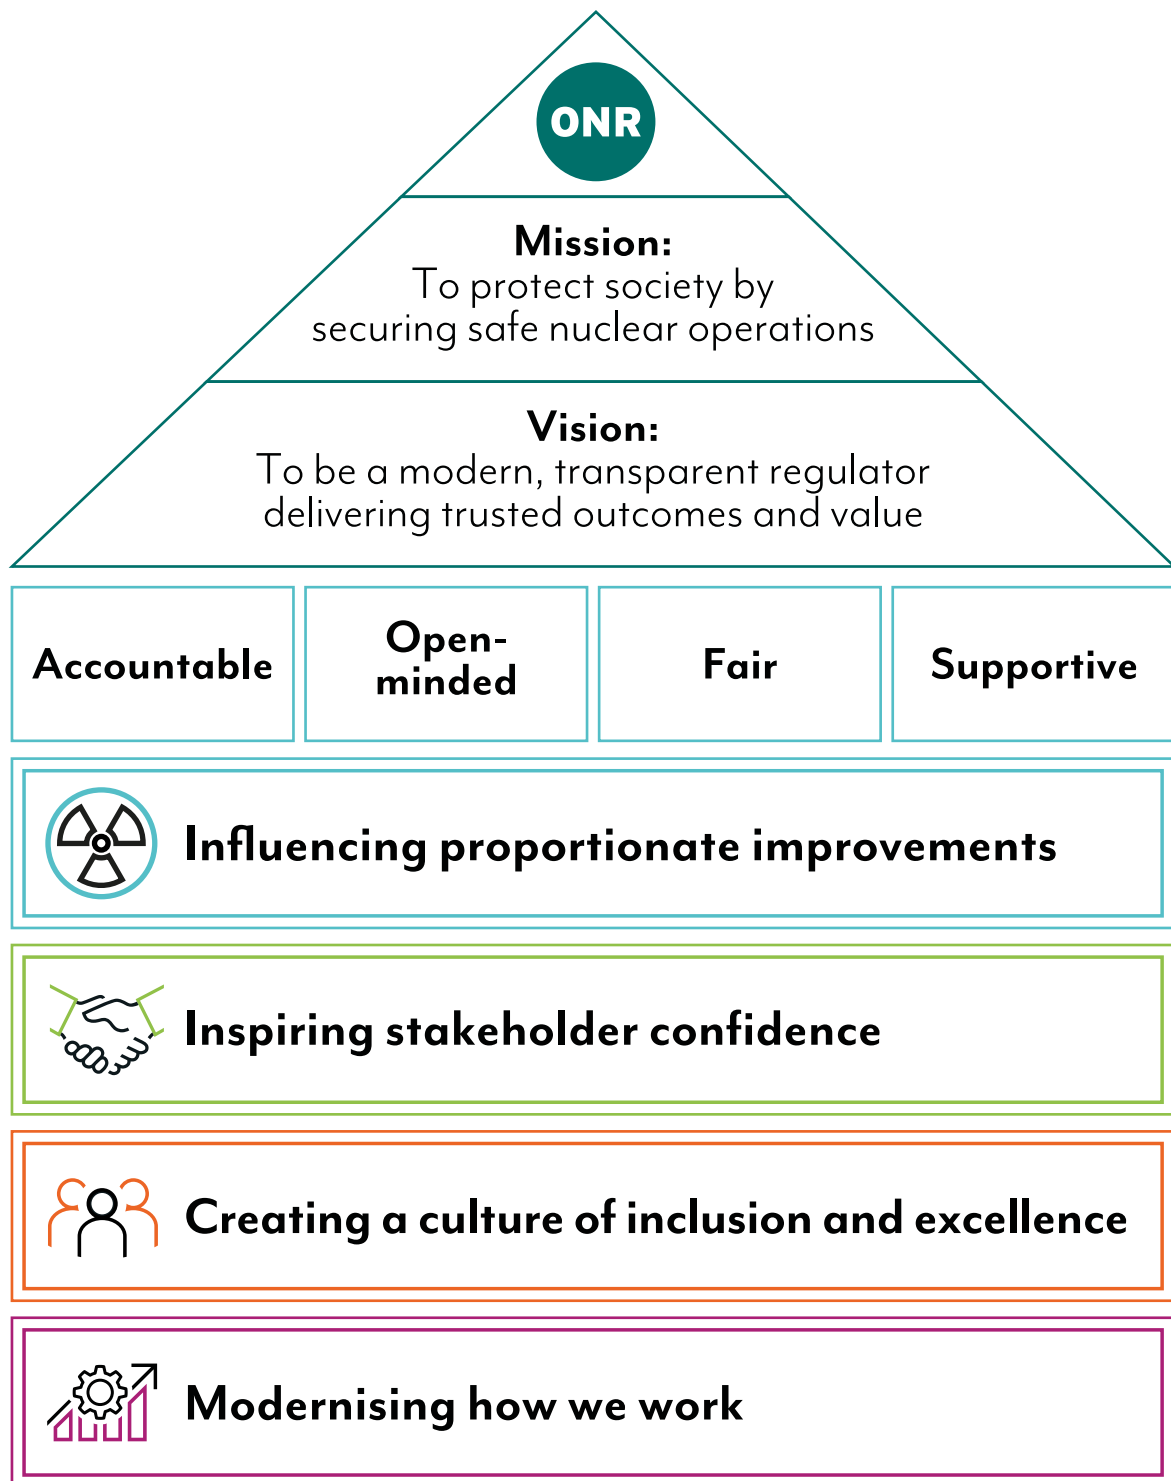 ONR
Mission:
To protect society by
securing safe nuclear operations
Vision:
To be a modern, transparent regulator
delivering trusted outcomes and value
Accountable
Open-
minded
Fair
Supportive
Influencing proportionate improvements
Inspiring stakeholder confidence
Creating a culture of inclusion and excellence
Modernising how we work